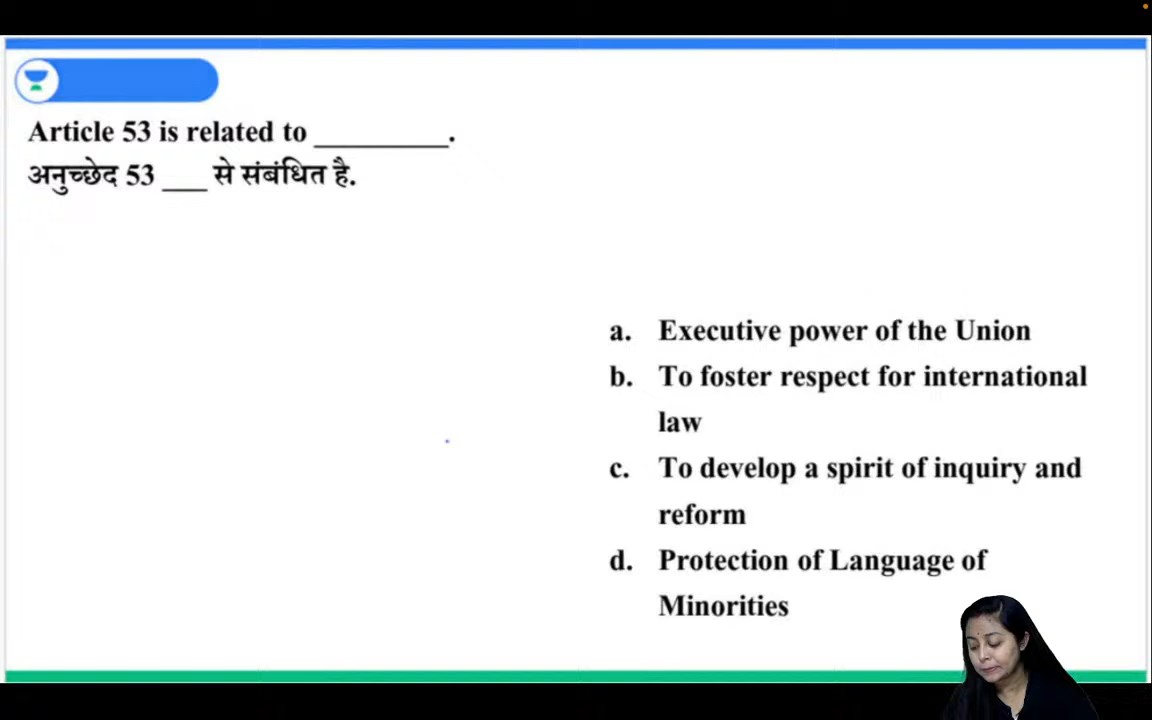 Article 53 is related to _________.
अनुच्छेद 53 ___ से संबंधित है.
a. Executive power of the Union
b. To foster respect for international
law
c. To develop a spirit of inquiry and
reform
d. Protection of Language of
Minorities